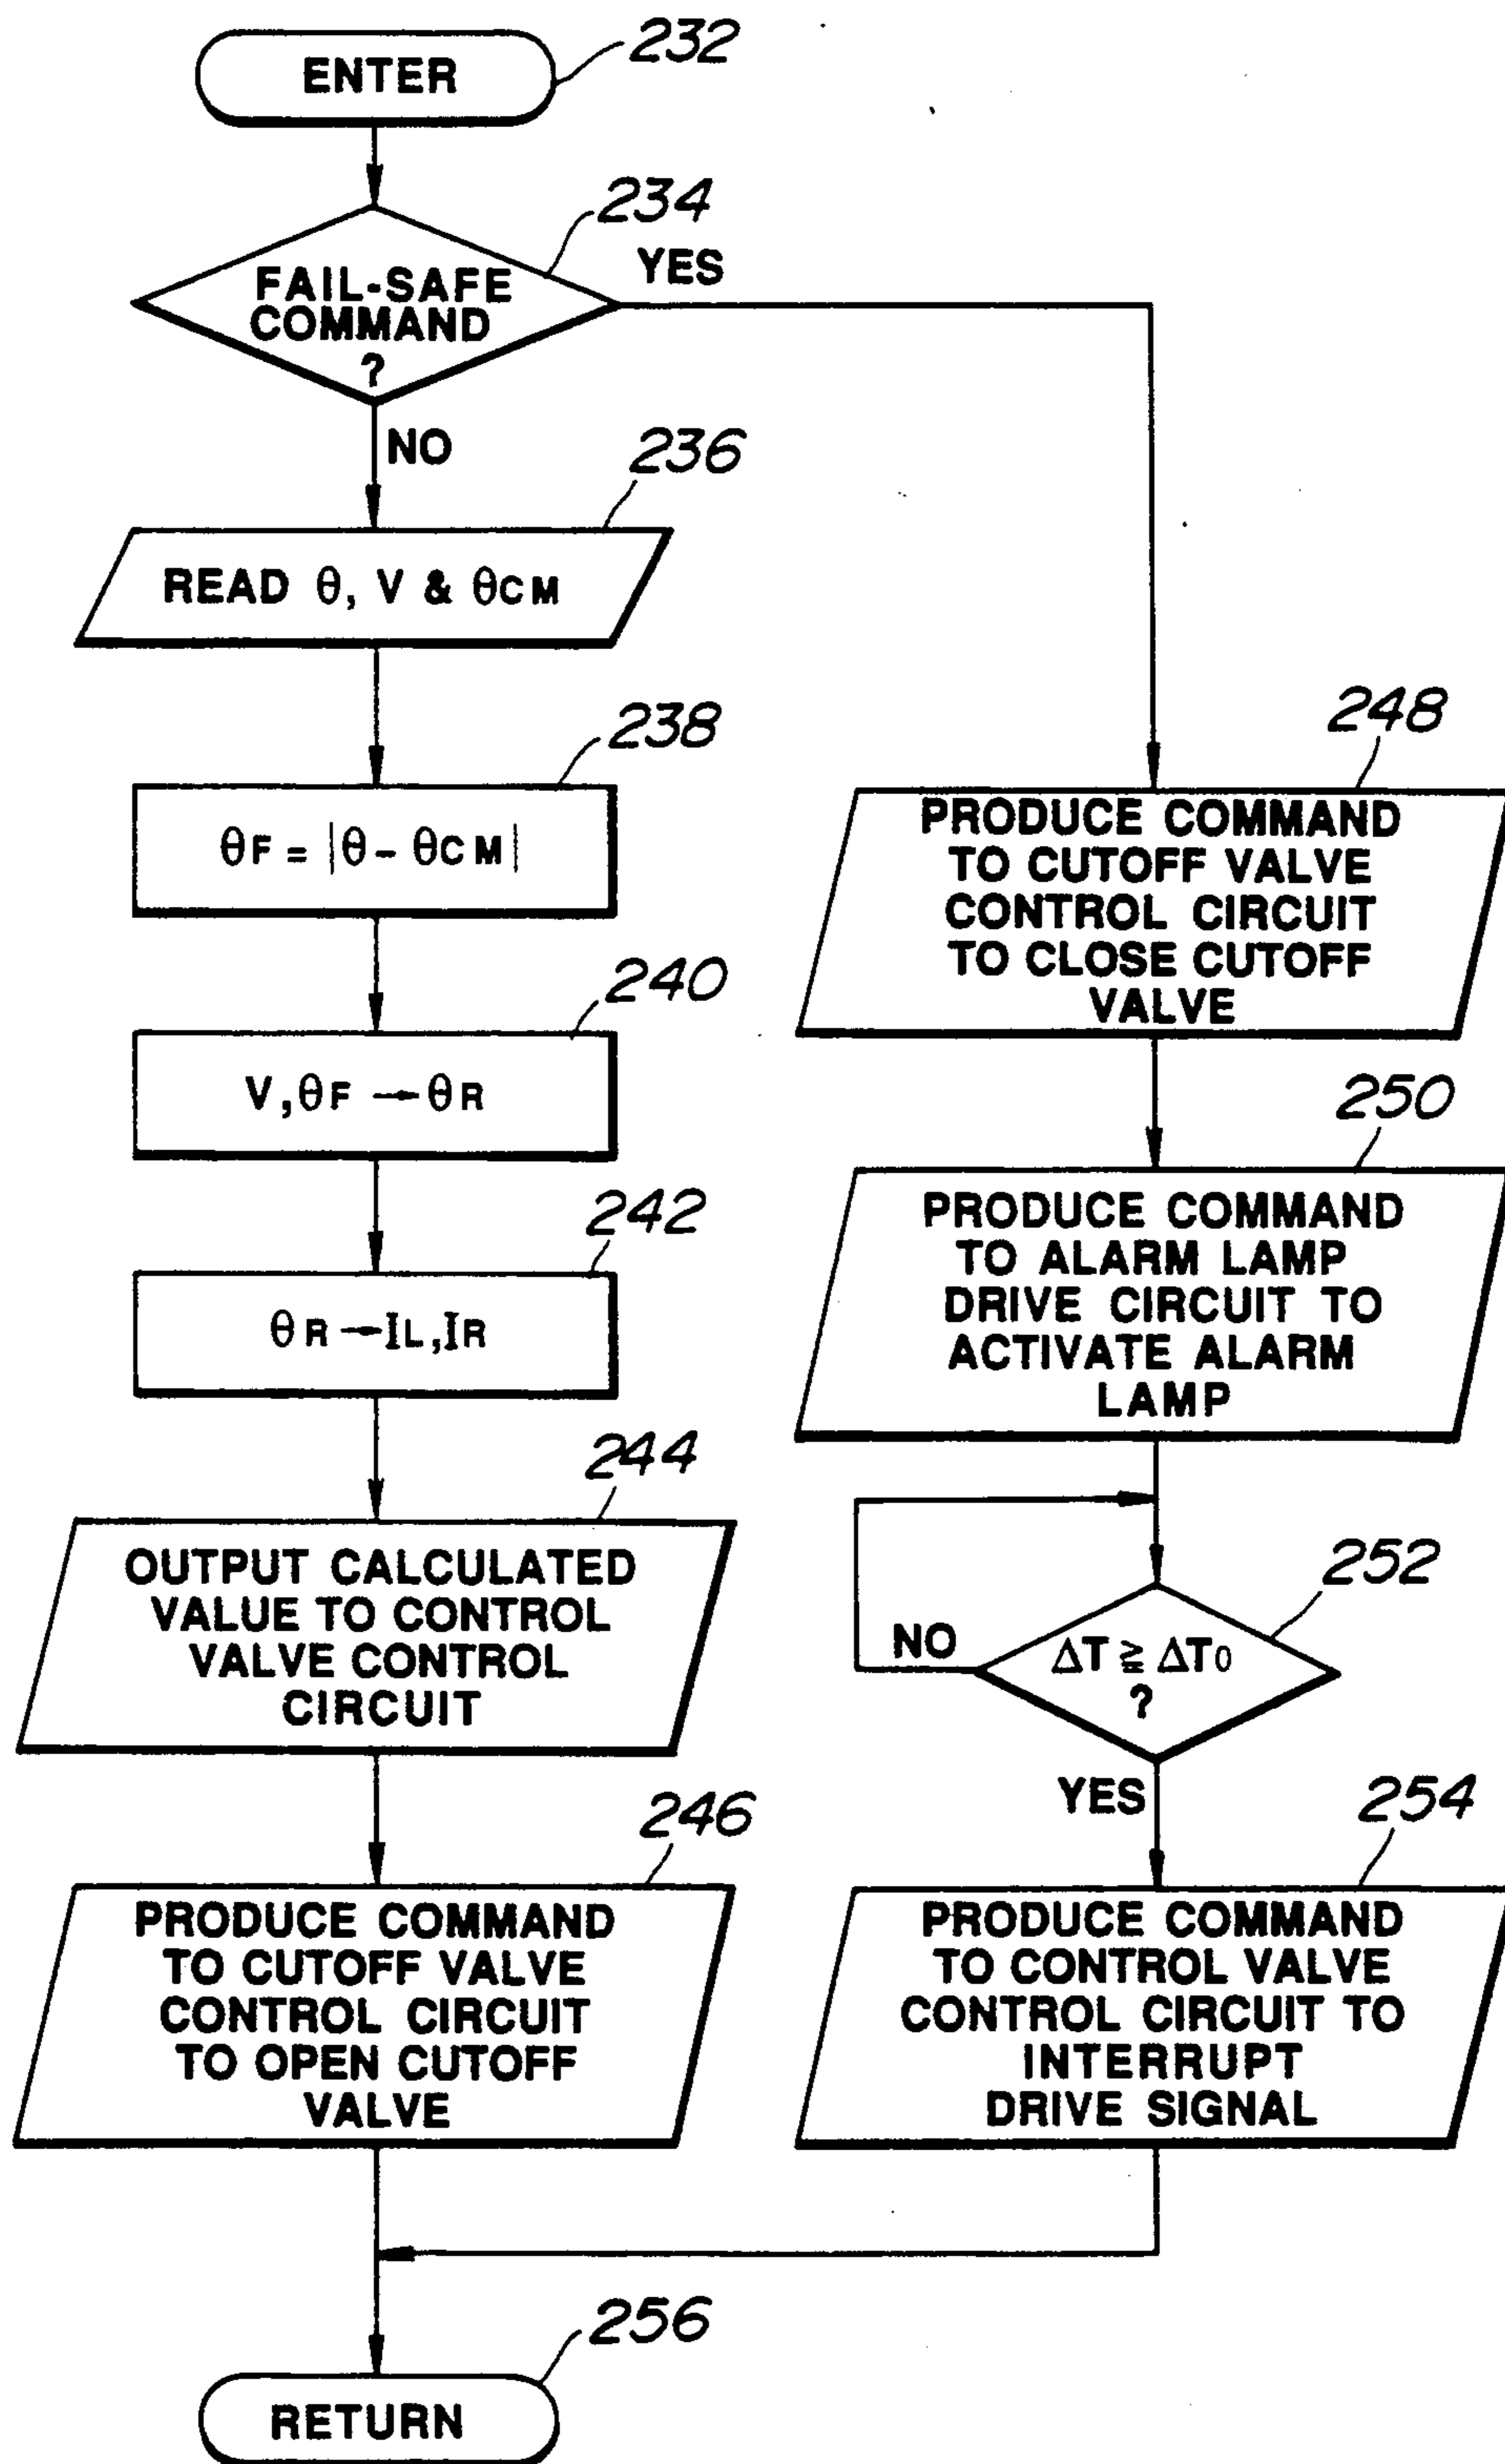 232
ENTER
234
FAIL-SAFE
COMMAND
?
YES
NO
236
READ θ, V & θCM
238
θF = |θ - θCM|
240
V, θF → θR
242
θR → IL, IR
244
OUTPUT CALCULATED
VALUE TO CONTROL
VALVE CONTROL
CIRCUIT
246
PRODUCE COMMAND
TO CUTOFF VALVE
CONTROL CIRCUIT
TO OPEN CUTOFF
VALVE
248
PRODUCE COMMAND
TO CUTOFF VALVE
CONTROL CIRCUIT
TO CLOSE CUTOFF
VALVE
250
PRODUCE COMMAND
TO ALARM LAMP
DRIVE CIRCUIT TO
ACTIVATE ALARM
LAMP
252
NO
ΔT ≧ ΔT0
?
YES
254
PRODUCE COMMAND
TO CONTROL VALVE
CONTROL CIRCUIT TO
INTERRUPT
DRIVE SIGNAL
256
RETURN